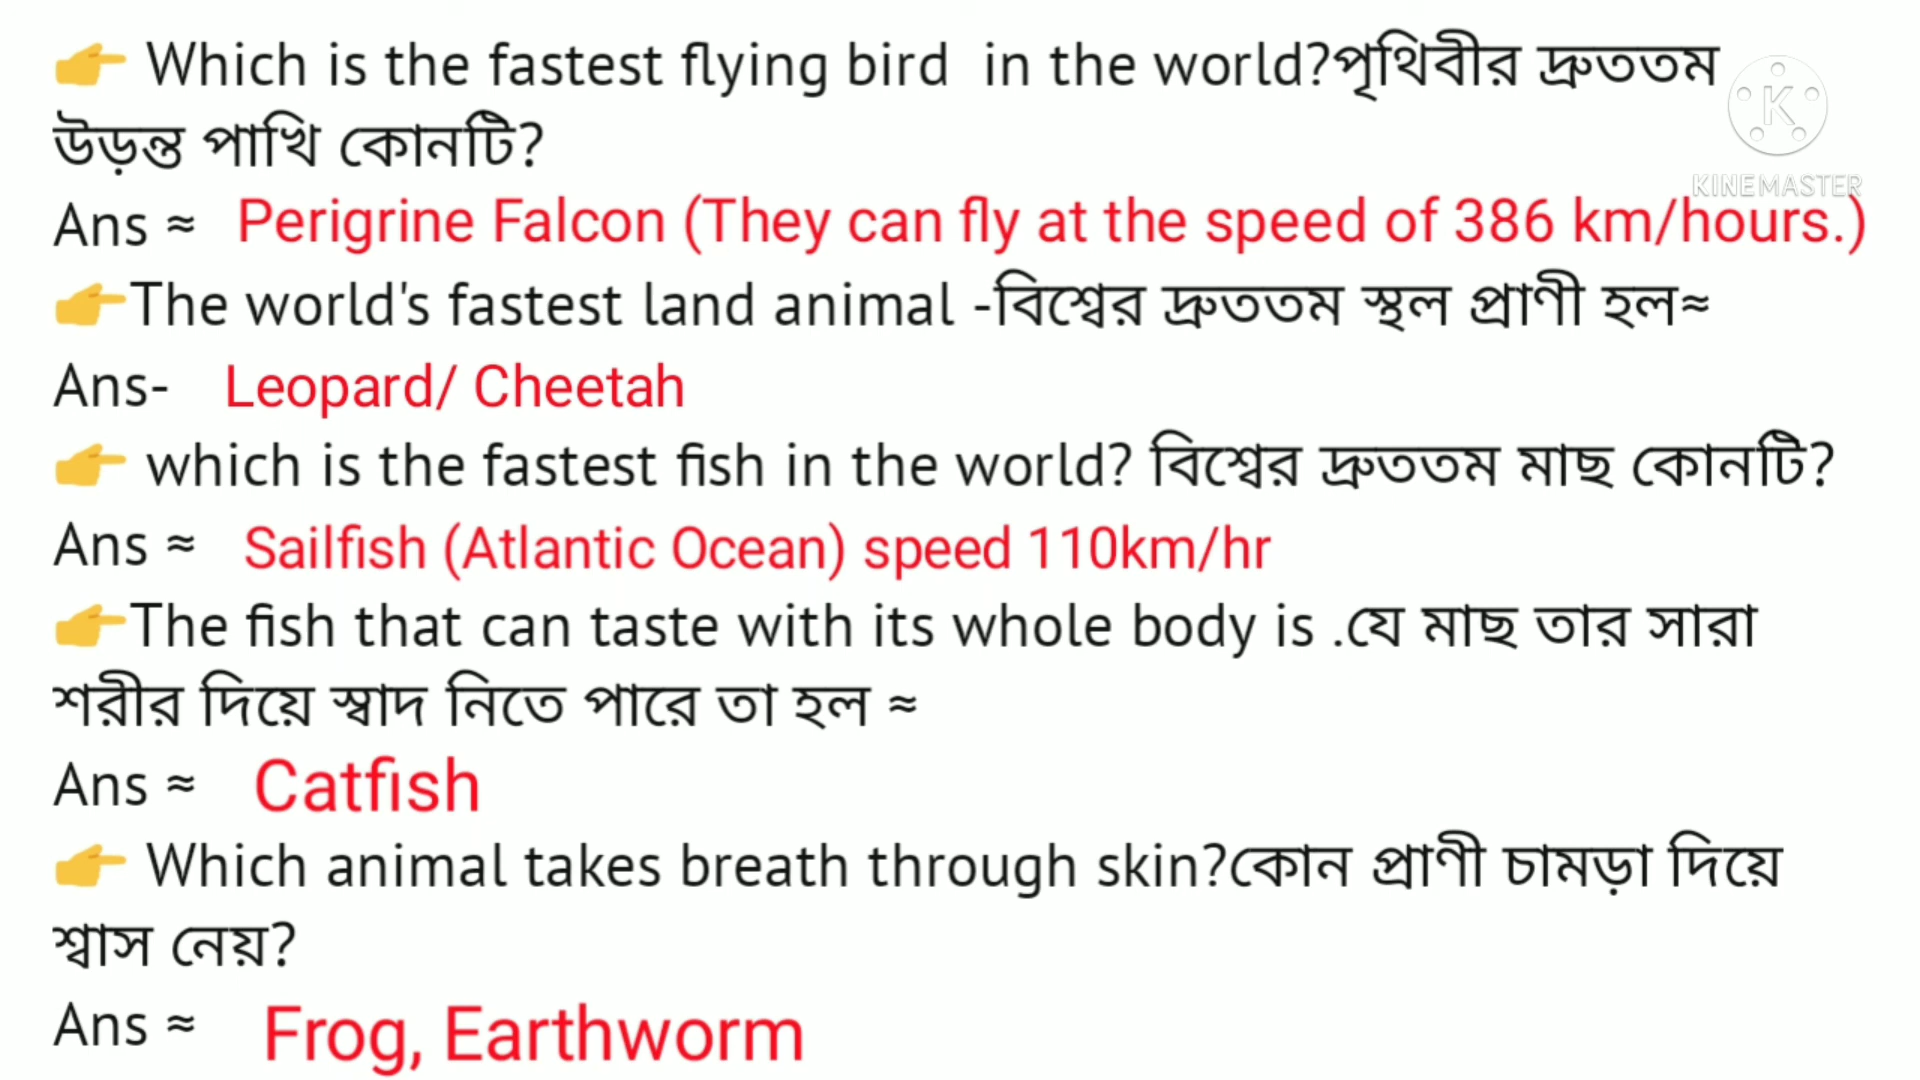 👉 Which is the fastest flying bird in the world?পৃথিবীর দ্রুততম
উড়ন্ত পাখি কোনটি?
Ans ≈ Perigrine Falcon (They can fly at the speed of 386 km/hours.)
👉The world's fastest land animal -বিশ্বের দ্রুততম স্থল প্রাণী হল≈
Ans- Leopard/ Cheetah
👉 which is the fastest fish in the world? বিশ্বের দ্রুততম মাছ কোনটি?
Ans ≈ Sailfish (Atlantic Ocean) speed 110km/hr
👉The fish that can taste with its whole body is .যে মাছ তার সারা
শরীর দিয়ে স্বাদ নিতে পারে তা হল ≈
Ans ≈ Catfish
👉 Which animal takes breath through skin?কোন প্রাণী চামড়া দিয়ে
শ্বাস নেয়?
Ans ≈ Frog, Earthworm
K
KINEMASTER